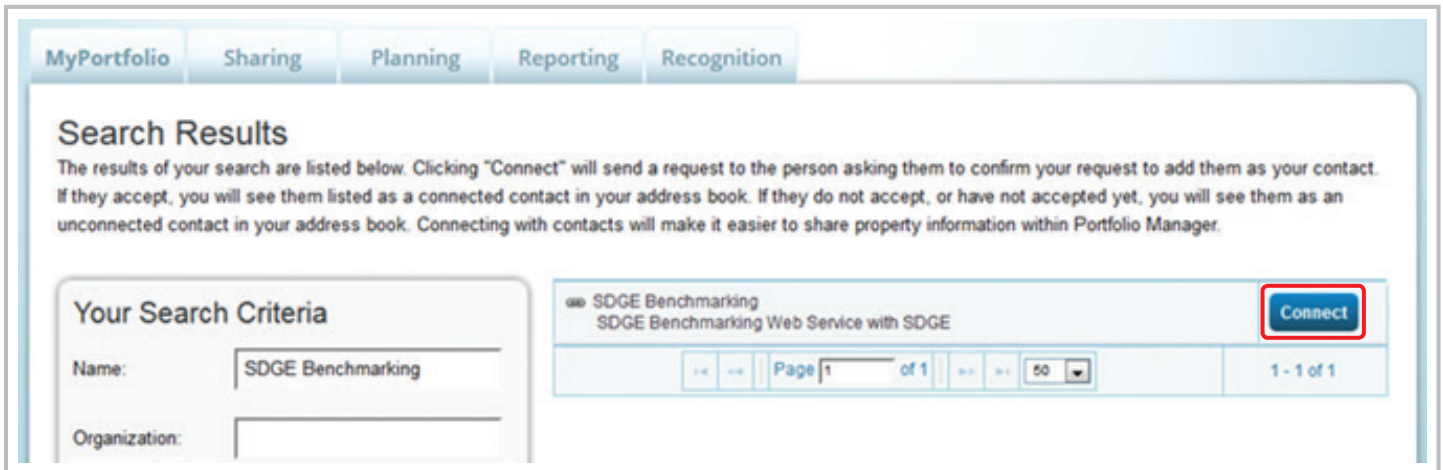 MyPortfolio Sharing Planning Reporting Recognition
Search Results
The results of your search are listed below. Clicking "Connect" will send a request to the person asking them to confirm your request to add them as your contact.
If they accept, you will see them listed as a connected contact in your address book. If they do not accept, or have not accepted yet, you will see them as an
unconnected contact in your address book. Connecting with contacts will make it easier to share property information within Portfolio Manager.
Your Search Criteria
Name: SDGE Benchmarking
Organization:
SDGE Benchmarking
SDGE Benchmarking Web Service with SDGE
Connect
Page 1 of 1 50 1 - 1 of 1